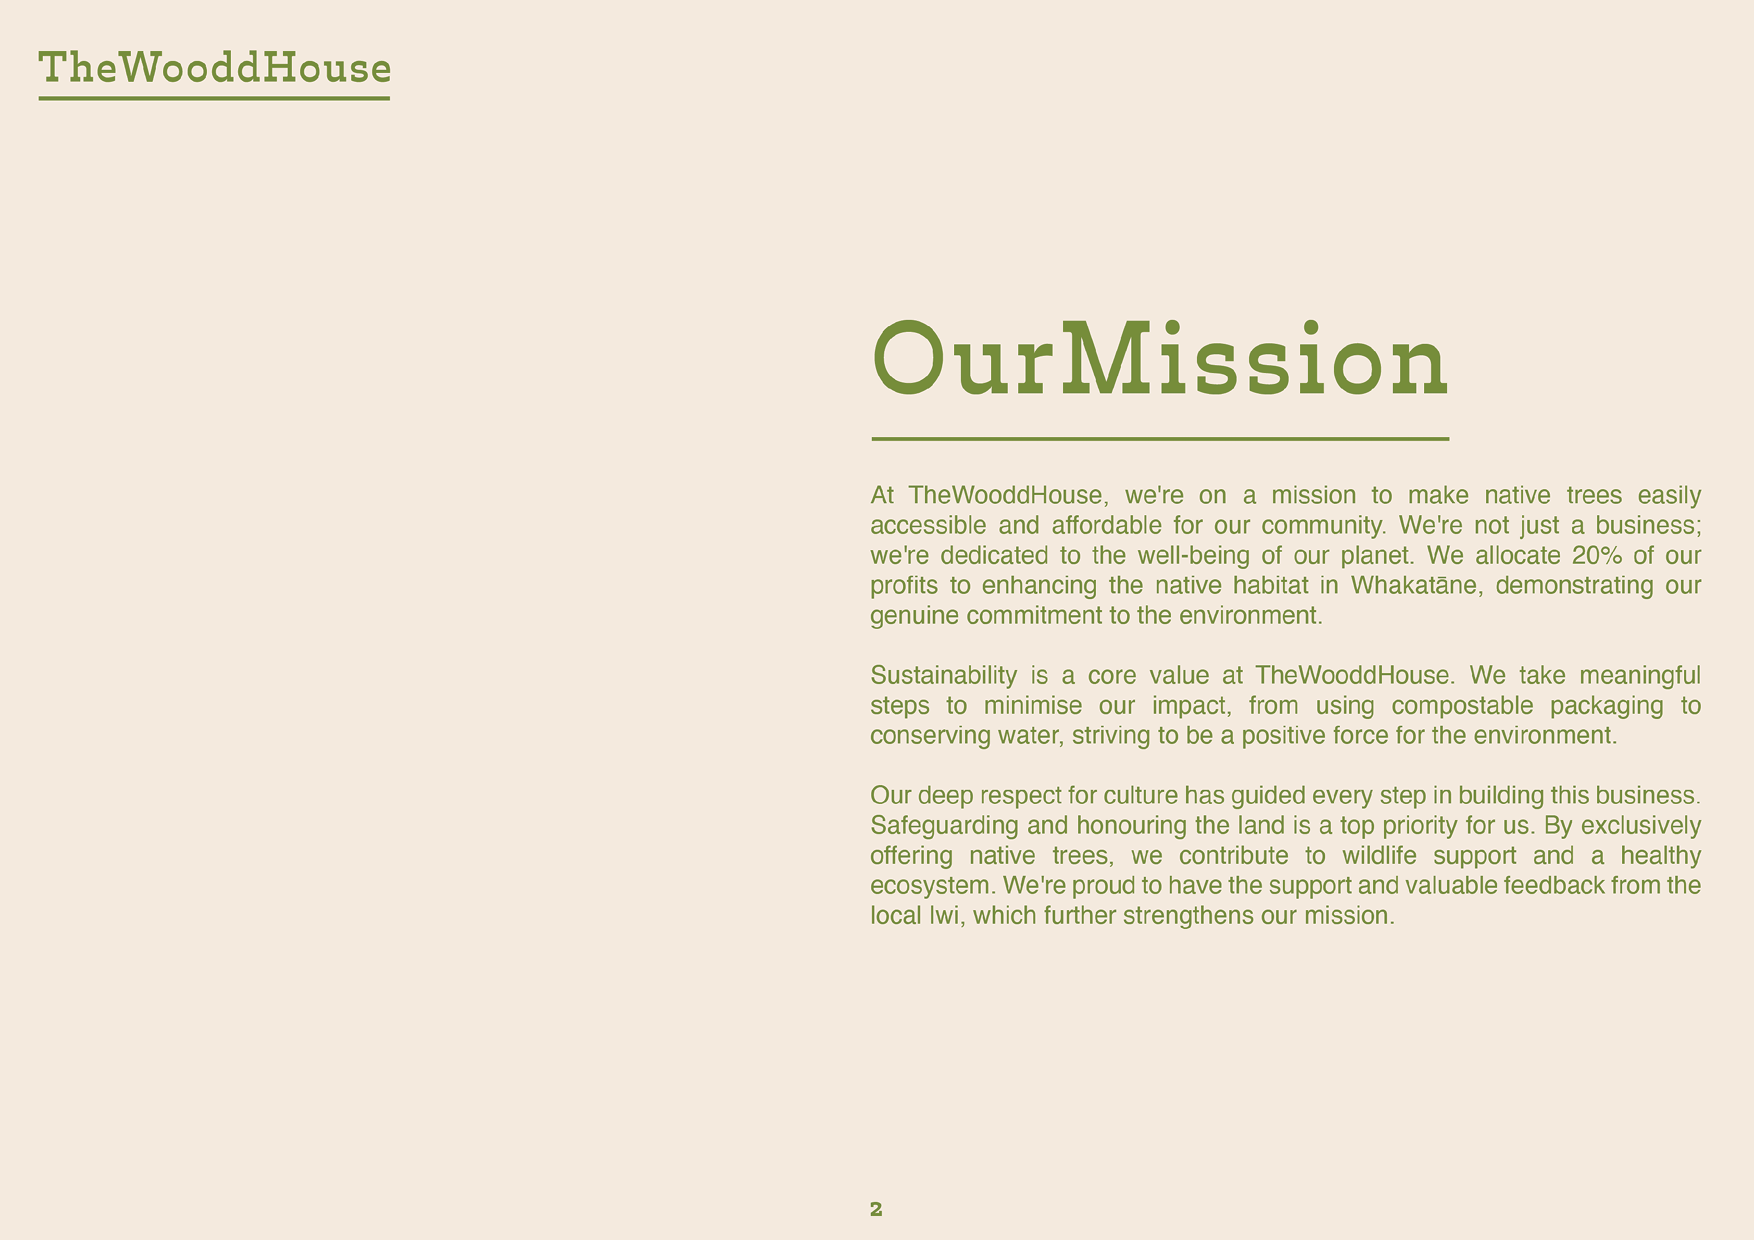 TheWooddHouse
OurMission
At TheWooddHouse, we're on a mission to make native trees easily
accessible and affordable for our community. We're not just a business;
we're dedicated to the well-being of our planet. We allocate 20% of our
profits to enhancing the native habitat in Whakatāne, demonstrating our
genuine commitment to the environment.
Sustainability is a core value at TheWooddHouse. We take meaningful
steps to minimise our impact, from using compostable packaging to
conserving water, striving to be a positive force for the environment.
Our deep respect for culture has guided every step in building this business.
Safeguarding and honouring the land is a top priority for us. By exclusively
offering native trees, we contribute to wildlife support and a healthy
ecosystem. We're proud to have the support and valuable feedback from the
local Iwi, which further strengthens our mission.
2